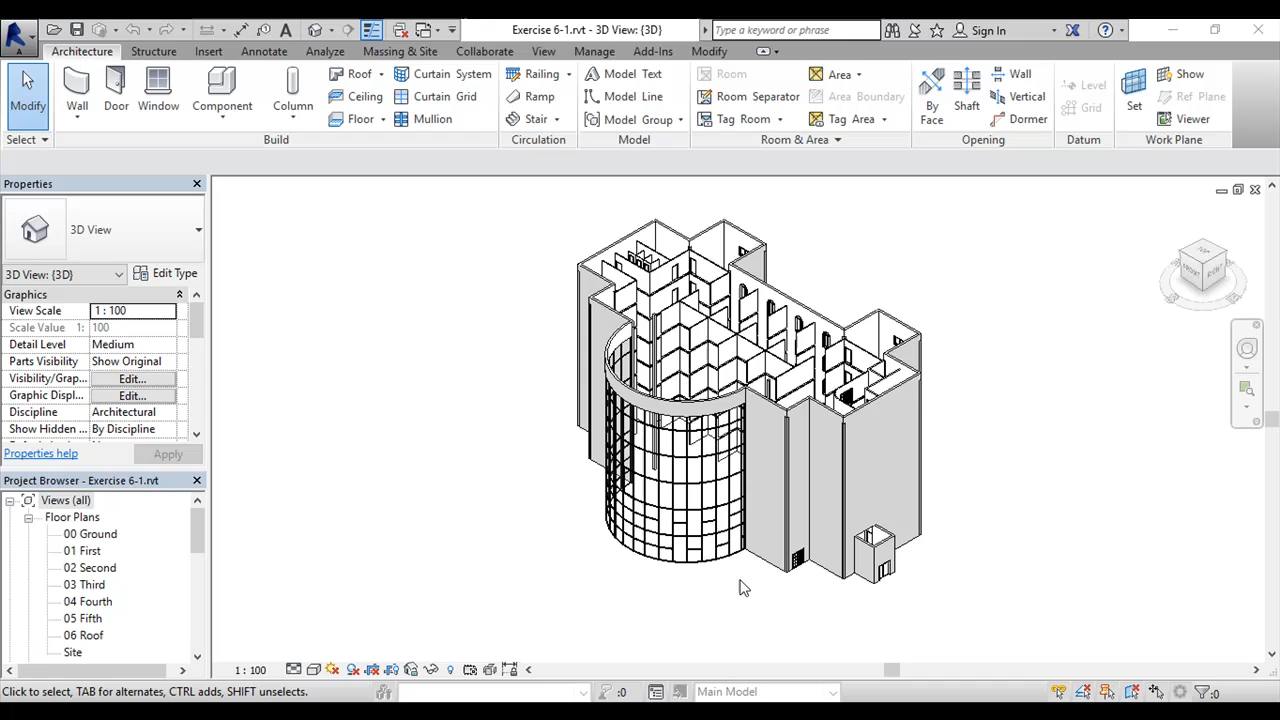 Exercise 6-1.rvt - 3D View: {3D}
Type a keyword or phrase
Sign In
Architecture Structure Insert Annotate Analyze Massing & Site Collaborate View Manage Add-Ins Modify
Modify
Wall
Door
Window
Component
Column
Roof
Ceiling
Floor
Curtain System
Curtain Grid
Mullion
Railing
Ramp
Stair
Model Text
Model Line
Model Group
Room
Room Separator
Tag Room
Area
Area Boundary
Tag Area
By Face
Shaft
Wall
Vertical
Dormer
Level
Grid
Set
Show
Ref Plane
Viewer
Select Build Circulation Model Room & Area Opening Datum Work Plane
Properties
3D View
3D View: {3D} Edit Type
Graphics
View Scale 1 : 100
Scale Value 1: 100
Detail Level Medium
Parts Visibility Show Original
Visibility/Grap... Edit...
Graphic Displ... Edit...
Discipline Architectural
Show Hidden ... By Discipline
Properties help Apply
Project Browser - Exercise 6-1.rvt
Views (all)
Floor Plans
00 Ground
01 First
02 Second
03 Third
04 Fourth
05 Fifth
06 Roof
Site
TOP
FRONT
RIGHT
1 : 100
Click to select, TAB for alternates, CTRL adds, SHIFT unselects.
:0
Main Model
:0